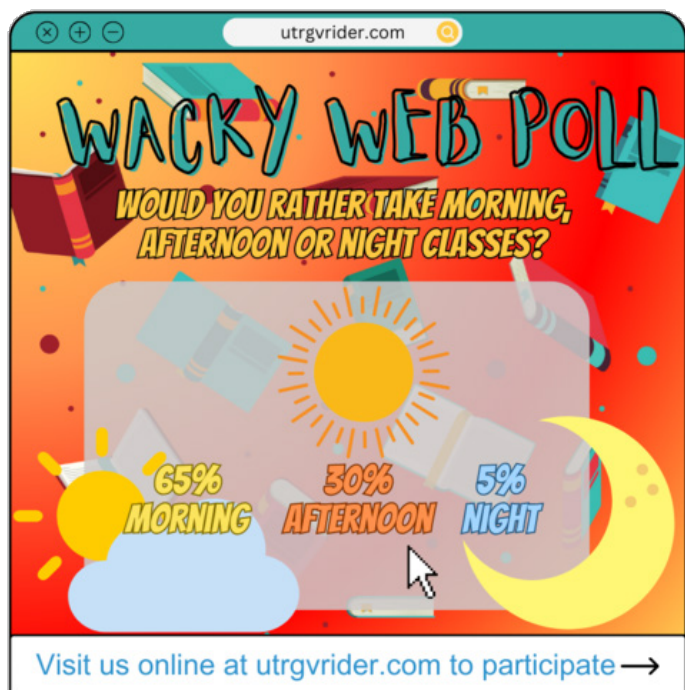 utrgvrider.com
WACKY WEB POLL
WOULD YOU RATHER TAKE MORNING,
AFTERNOON OR NIGHT CLASSES?
65% 30% 5%
MORNING AFTERNOON NIGHT
Visit us online at utrgvrider.com to participate